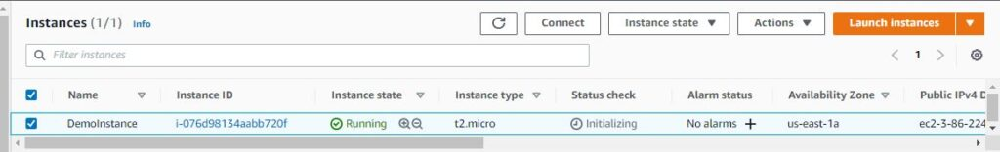 Instances (1/1) Info Connect Instance state Actions Launch instances
Filter instances 1
Name Instance ID Instance state Instance type Status check Alarm status Availability Zone Public IPv4 D
DemoInstance i-076d98134aabb720f Running t2.micro Initializing No alarms + us-east-1a ec2-3-86-224